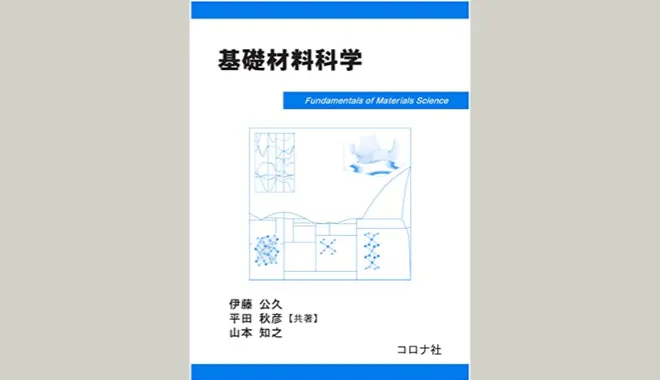 基礎材料科学
Fundamentals of Materials Science
伊藤 公久
平田 秋彦【共著】
山本 知之
コロナ社